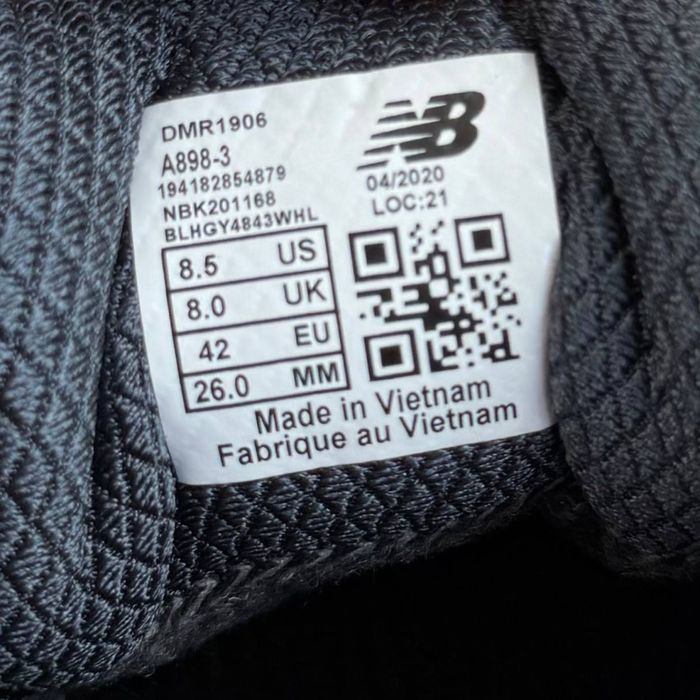 DMR1906
A898-3
194182854879
NBK201168
BLHGY4843WHL
NB
04/2020
LOC:21
8.5 US
8.0 UK
42 EU
26.0 MM
Made in Vietnam
Fabrique au Vietnam